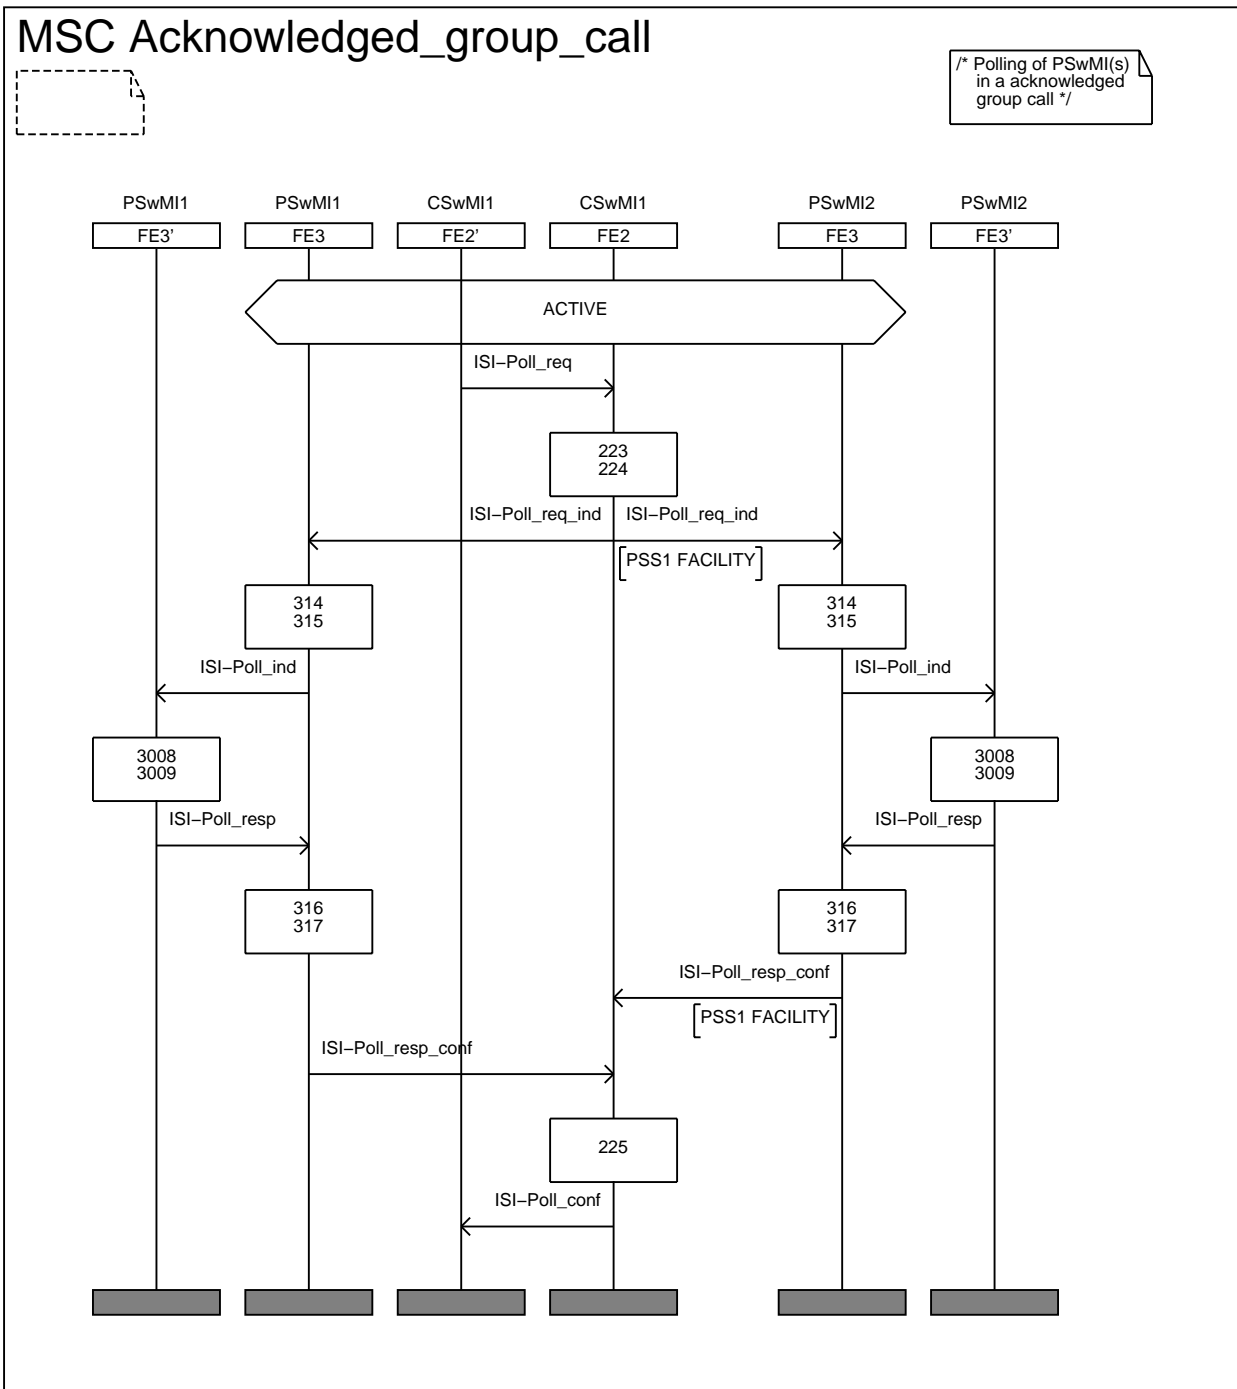 MSC Acknowledged_group_call
/* Polling of PSwMI(s)
in a acknowledged
group call */
PSwMI1 PSwMI1 CSwMI1 CSwMI1 PSwMI2 PSwMI2
FE3' FE3 FE2' FE2 FE3 FE3'
ACTIVE
ISI−Poll_req
223
224
ISI−Poll_req_ind ISI−Poll_req_ind
PSS1 FACILITY
314 314
315 315
ISI−Poll_ind ISI−Poll_ind
3008 3008
3009 3009
ISI−Poll_resp ISI−Poll_resp
316 316
317 317
ISI−Poll_resp_conf
PSS1 FACILITY
ISI−Poll_resp_conf
225
ISI−Poll_conf